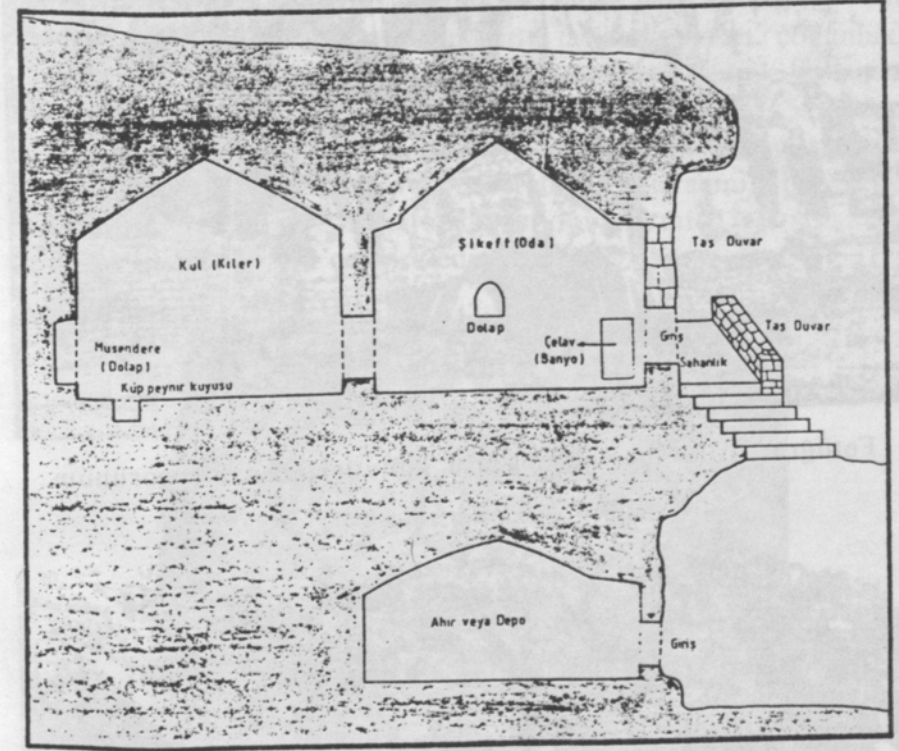 Kul (Kiler)
Şikeft (Oda)
Taş Duvar
Dolap
Çelav
(Banyo)
Giriş
Sahanlık
Taş Duvar
Musendere
(Dolap)
Küp peynir kuyusu
Ahır veya Depo
Giriş